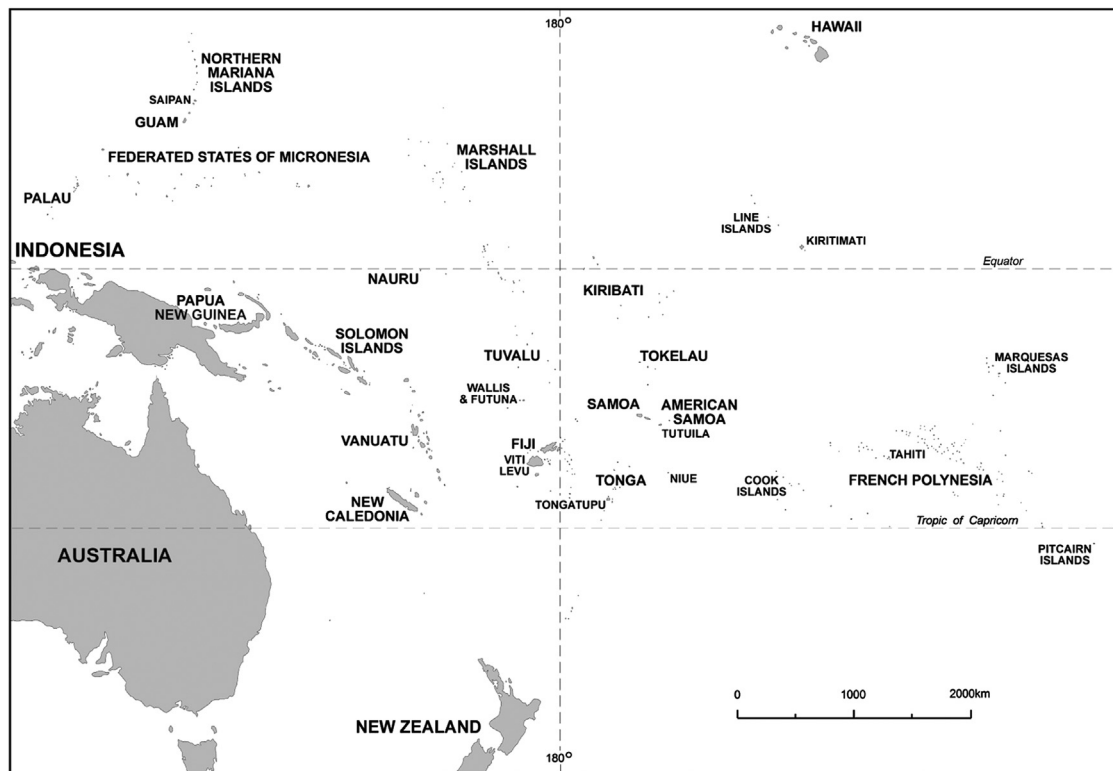 180°
HAWAII
NORTHERN
MARIANA
ISLANDS
SAIPAN
GUAM
FEDERATED STATES OF MICRONESIA
MARSHALL
ISLANDS
PALAU
LINE
ISLANDS
KIRITIMATI
INDONESIA
Equator
NAURU
KIRIBATI
PAPUA
NEW GUINEA
SOLOMON
ISLANDS
TUVALU
TOKELAU
MARQUESAS
ISLANDS
WALLIS
& FUTUNA
SAMOA
AMERICAN
SAMOA
TUTUILA
VANUATU
FIJI
VITI
LEVU
TAHITI
TONGA
NIUE
COOK
ISLANDS
FRENCH POLYNESIA
NEW
CALEDONIA
TONGATUPU
Tropic of Capricorn
AUSTRALIA
PITCAIRN
ISLANDS
0 1000 2000km
NEW ZEALAND
180°